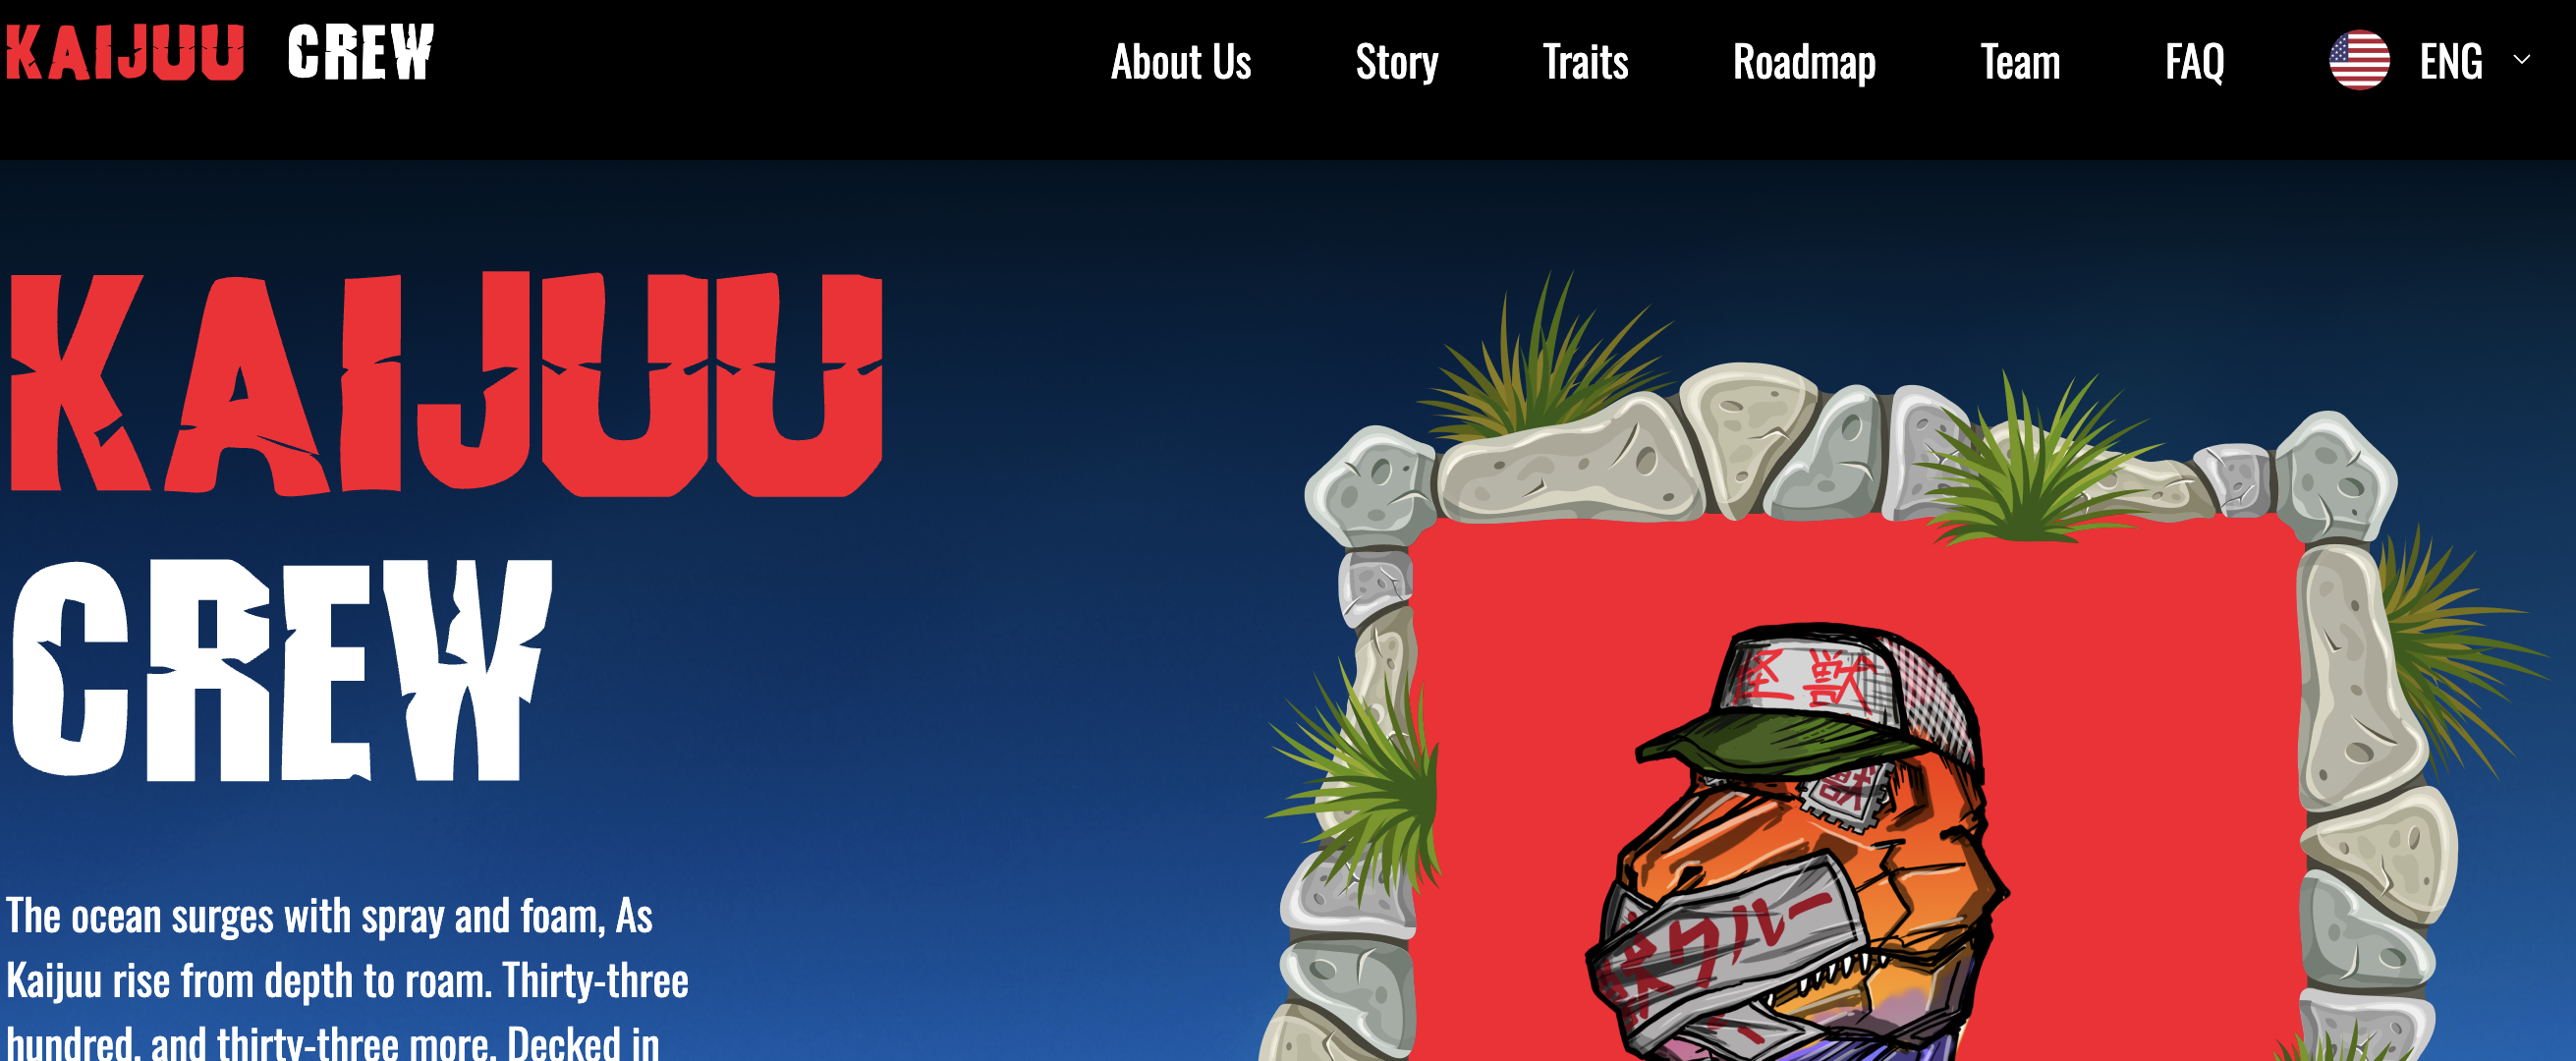 KAIJUU CREW
About Us Story Traits Roadmap Team FAQ ENG
KAIJUU
CREW
The ocean surges with spray and foam, As
Kaijuu rise from depth to roam. Thirty-three
hundred, and thirty-three more. Decked in
怪獣
獣
クルー